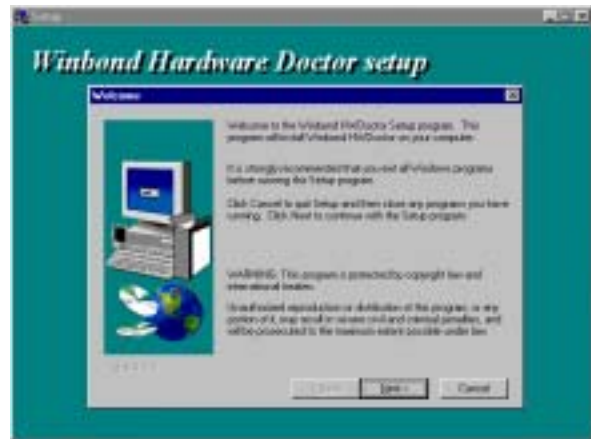 Setup
Winbond Hardware Doctor setup
Welcome
Welcome to the Winbond HWDoctor Setup program. This
program will install Winbond HWDoctor on your computer.
It is strongly recommended that you exit all Windows programs
before running this Setup program.
Click Cancel to quit Setup and then close any programs you have
running. Click Next to continue with the Setup program.
WARNING: This program is protected by copyright law and
international treaties.
Unauthorized reproduction or distribution of this program, or any
portion of it, may result in severe civil and criminal penalties, and
will be prosecuted to the maximum extent possible under law.
Next >
Cancel